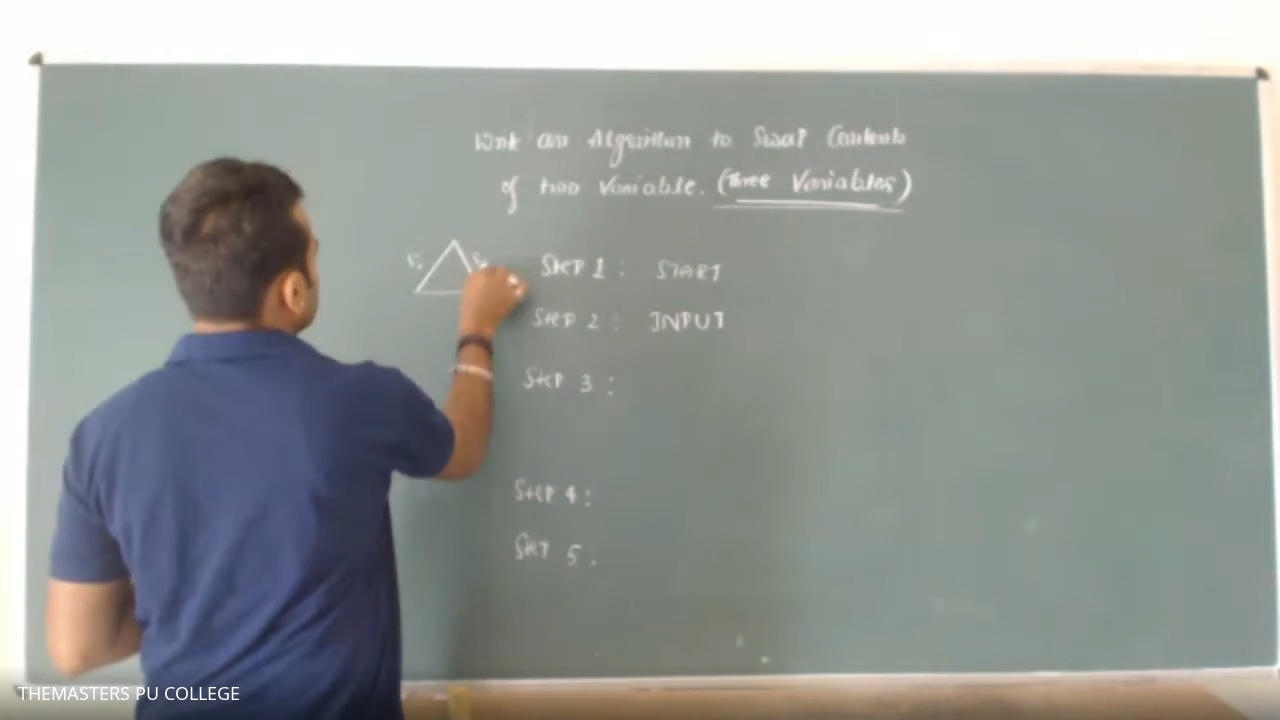 Write an Algorithm to Swap Contents
of two Variable. (Three Variables)
STEP 1 : START
STEP 2 : INPUT
STEP 3 :
STEP 4 :
STEP 5 .
THEMASTERS PU COLLEGE